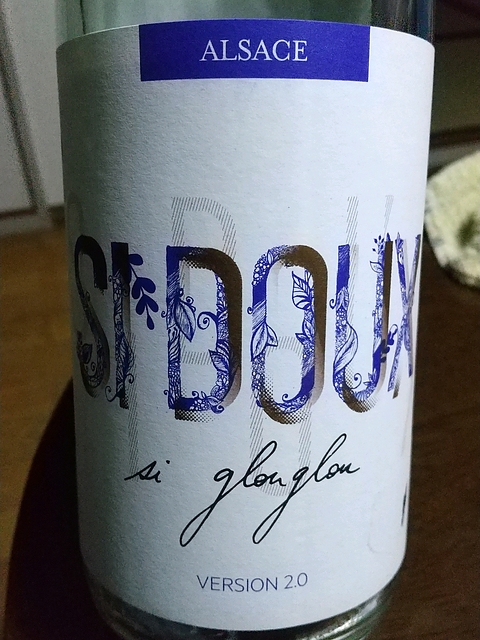 ALSACE
SI DOUX
si glouglou
VERSION 2.0